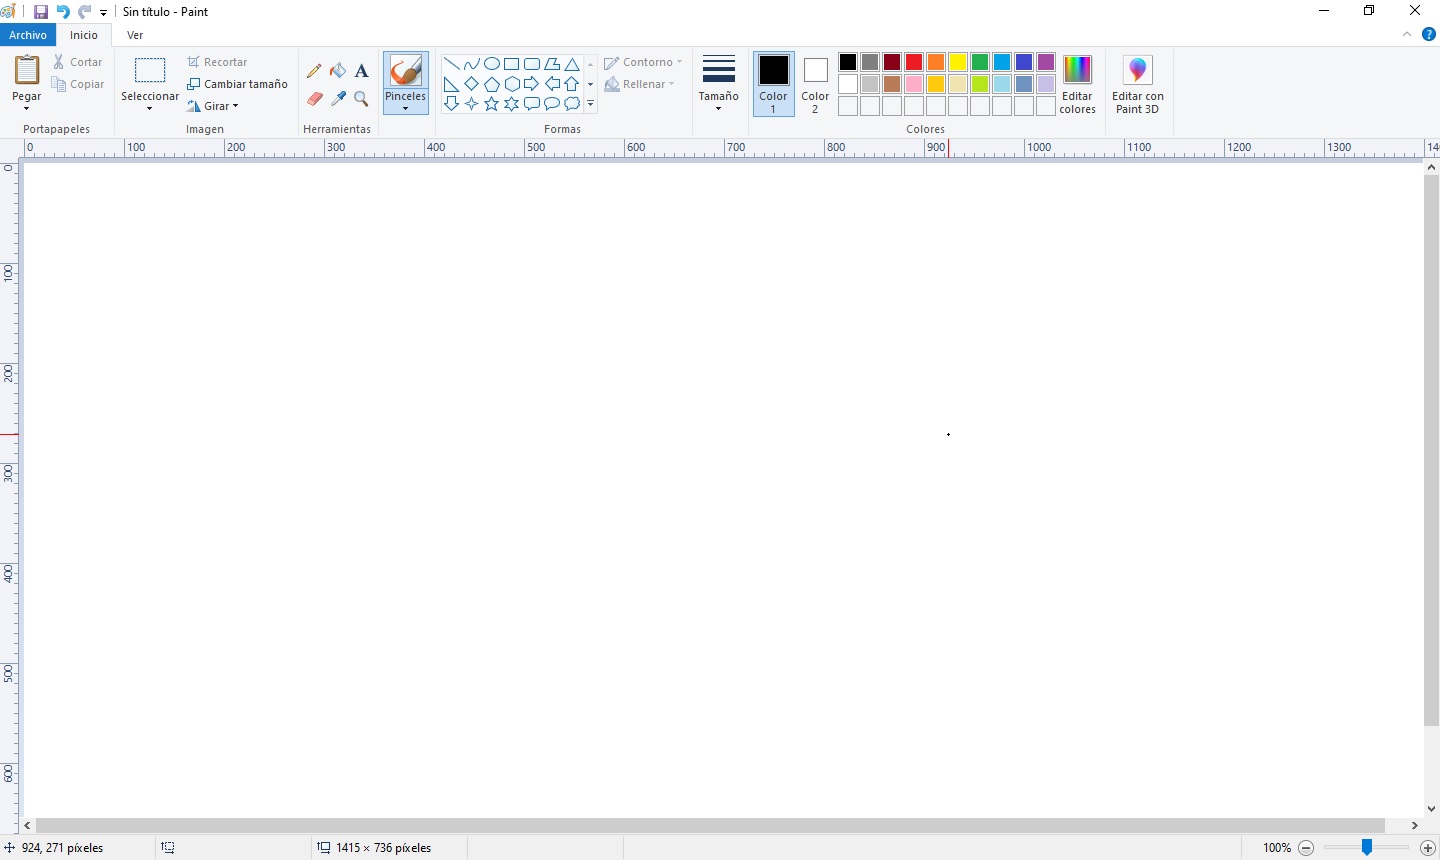 Sin título - Paint
Archivo Inicio Ver
Pegar
Cortar
Copiar
Portapapeles
Seleccionar
Recortar
Cambiar tamaño
Girar
Imagen
A
Herramientas
Pinceles
Contorno
Rellenar
Formas
Tamaño
Color 1
Color 2
Editar colores
Colores
Editar con Paint 3D
0 100 200 300 400 500 600 700 800 900 1000 1100 1200 1300 140
0
100
200
300
400
500
600
924, 271 píxeles 1415 × 736 píxeles 100%